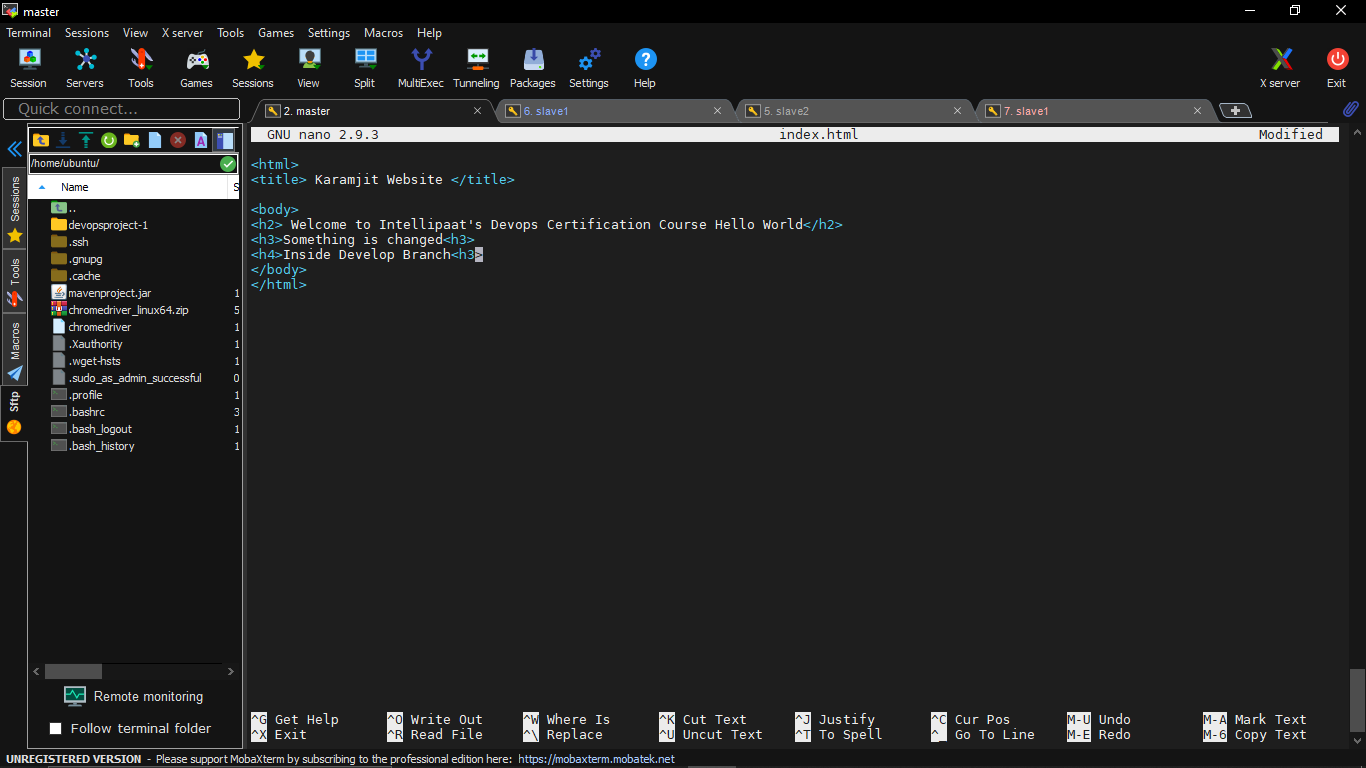 master
Terminal Sessions View X server Tools Games Settings Macros Help
Session Servers Tools Games Sessions View Split MultiExec Tunneling Packages Settings Help X server Exit
Quick connect...
2. master 6. slave1 5. slave2 7. slave1
/home/ubuntu/
Name S
..
devopsproject-1
.ssh
.gnupg
.cache
mavenproject.jar 1
chromedriver_linux64.zip 5
chromedriver 1
.Xauthority 1
.wget-hsts 1
.sudo_as_admin_successful 0
.profile 1
.bashrc 3
.bash_logout 1
.bash_history 1
Remote monitoring
Follow terminal folder
Sessions
Tools
Macros
Sftp
GNU nano 2.9.3 index.html Modified
<html>
<title> Karamjit Website </title>
<body>
<h2> Welcome to Intellipaat's Devops Certification Course Hello World</h2>
<h3>Something is changed<h3>
<h4>Inside Develop Branch<h3>
</body>
</html>
^G Get Help ^O Write Out ^W Where Is ^K Cut Text ^J Justify ^C Cur Pos M-U Undo M-A Mark Text
^X Exit ^R Read File ^\ Replace ^U Uncut Text ^T To Spell ^_ Go To Line M-E Redo M-6 Copy Text
UNREGISTERED VERSION - Please support MobaXterm by subscribing to the professional edition here: https://mobaxterm.mobatek.net